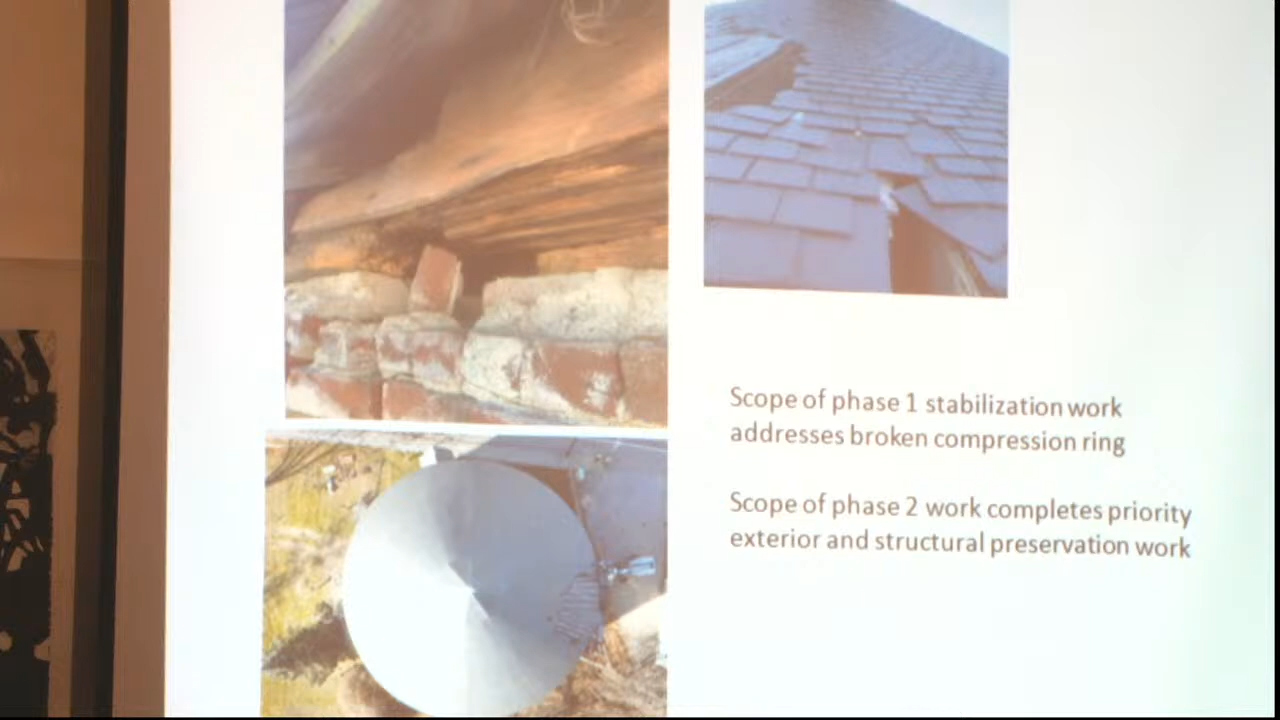 Scope of phase 1 stabilization work
addresses broken compression ring
Scope of phase 2 work completes priority
exterior and structural preservation work